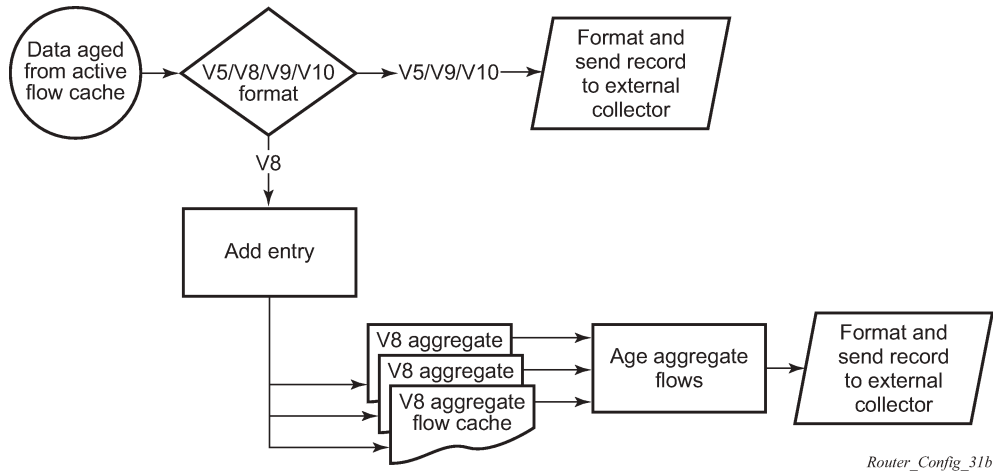 Data aged
from active
flow cache
V5/V8/V9/V10
format
V5/V9/V10
Format and
send record
to external
collector
V8
Add entry
V8 aggregate
V8 aggregate
V8 aggregate
flow cache
Age aggregate
flows
Format and
send record
to external
collector
Router_Config_31b